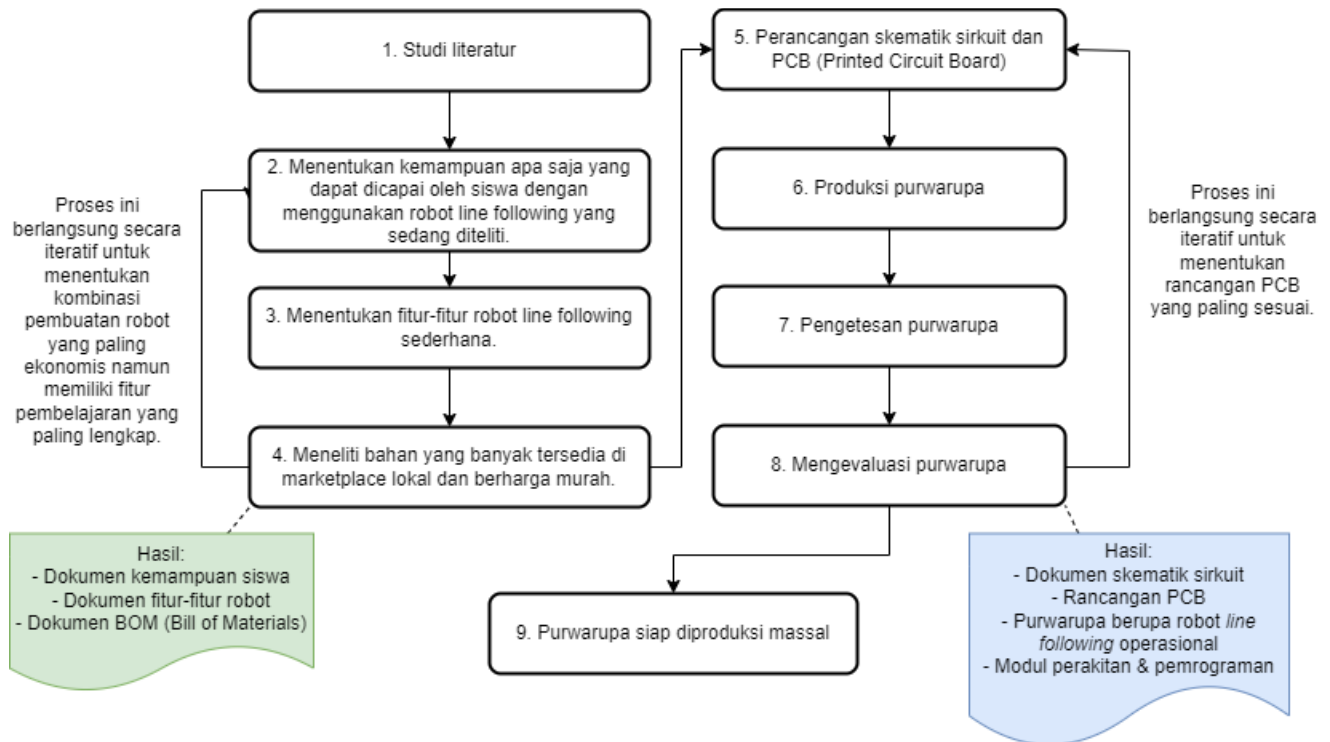 1. Studi literatur
2. Menentukan kemampuan apa saja yang
dapat dicapai oleh siswa dengan
menggunakan robot line following yang
sedang diteliti.
3. Menentukan fitur-fitur robot line following
sederhana.
4. Meneliti bahan yang banyak tersedia di
marketplace lokal dan berharga murah.
Proses ini
berlangsung secara
iteratif untuk
menentukan
kombinasi
pembuatan robot
yang paling
ekonomis namun
memiliki fitur
pembelajaran yang
paling lengkap.
Hasil:
- Dokumen kemampuan siswa
- Dokumen fitur-fitur robot
- Dokumen BOM (Bill of Materials)
5. Perancangan skematik sirkuit dan
PCB (Printed Circuit Board)
6. Produksi purwarupa
7. Pengetesan purwarupa
8. Mengevaluasi purwarupa
Proses ini
berlangsung secara
iteratif untuk
menentukan
rancangan PCB
yang paling sesuai.
Hasil:
- Dokumen skematik sirkuit
- Rancangan PCB
- Purwarupa berupa robot line
following operasional
- Modul perakitan & pemrograman
9. Purwarupa siap diproduksi massal